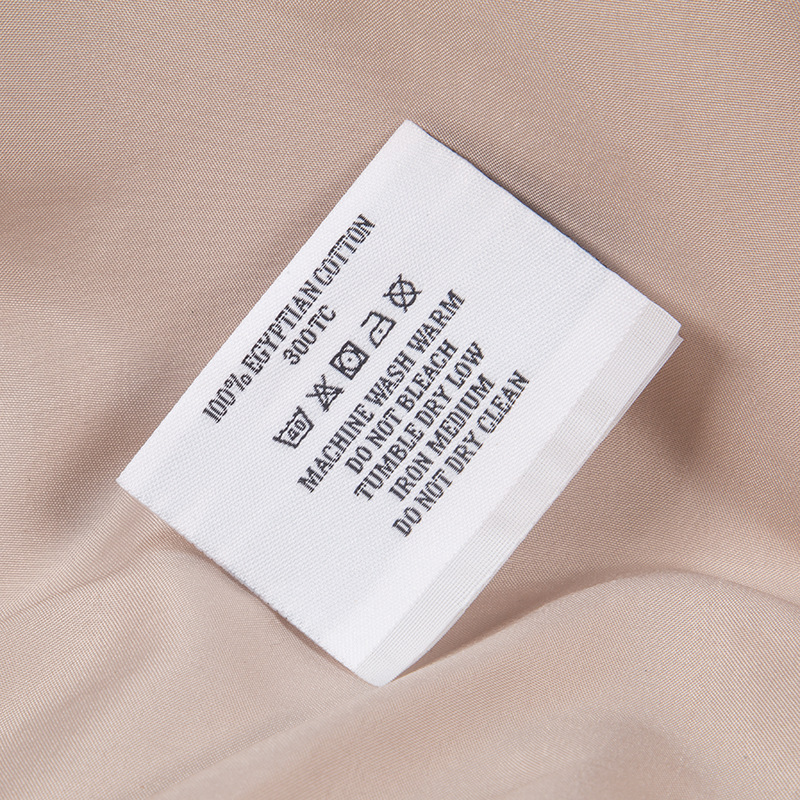 100% EGYPTIAN COTTON
300TC
40
MACHINE WASH WARM
DO NOT BLEACH
TUMBLE DRY LOW
IRON MEDIUM
DO NOT DRY CLEAN